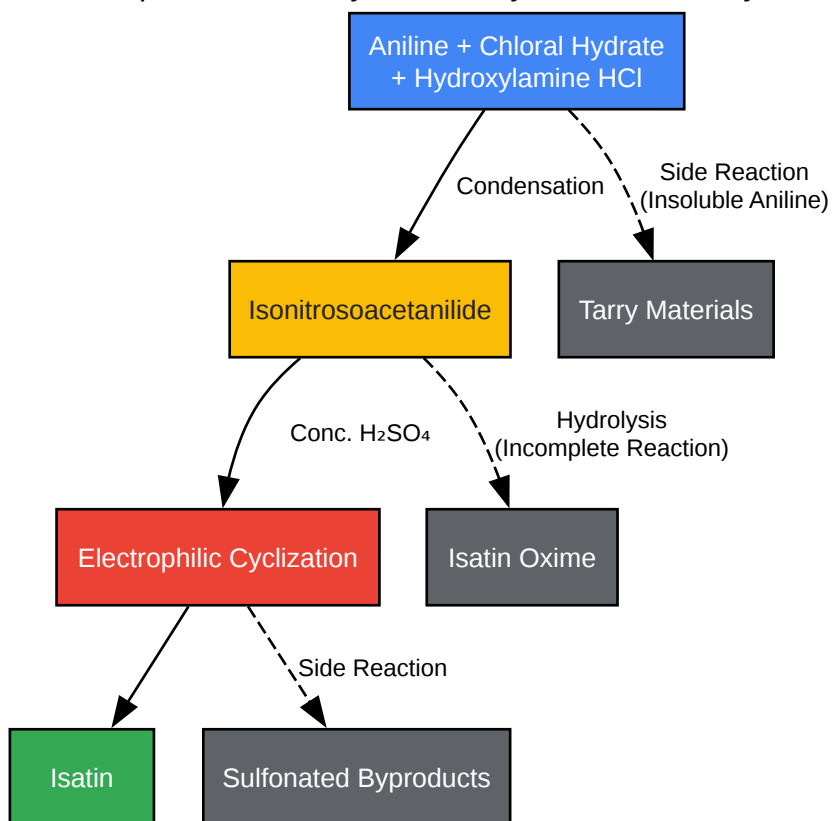 Aniline + Chloral Hydrate
+ Hydroxylamine HCl
Condensation
Side Reaction
(Insoluble Aniline)
Isonitrosoacetanilide
Tarry Materials
Conc. H₂SO₄
Hydrolysis
(Incomplete Reaction)
Electrophilic Cyclization
Isatin Oxime
Side Reaction
Isatin
Sulfonated Byproducts